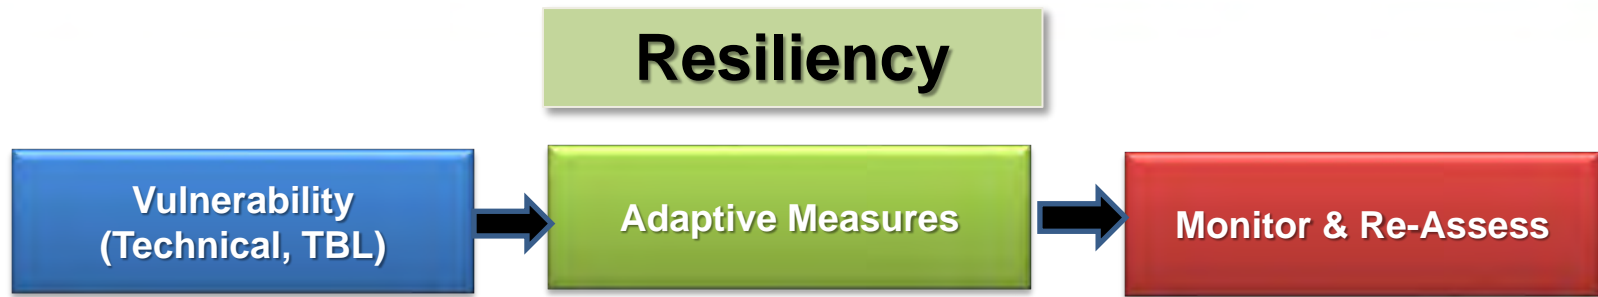 Resiliency
Vulnerability
(Technical, TBL)
Adaptive Measures
Monitor & Re-Assess